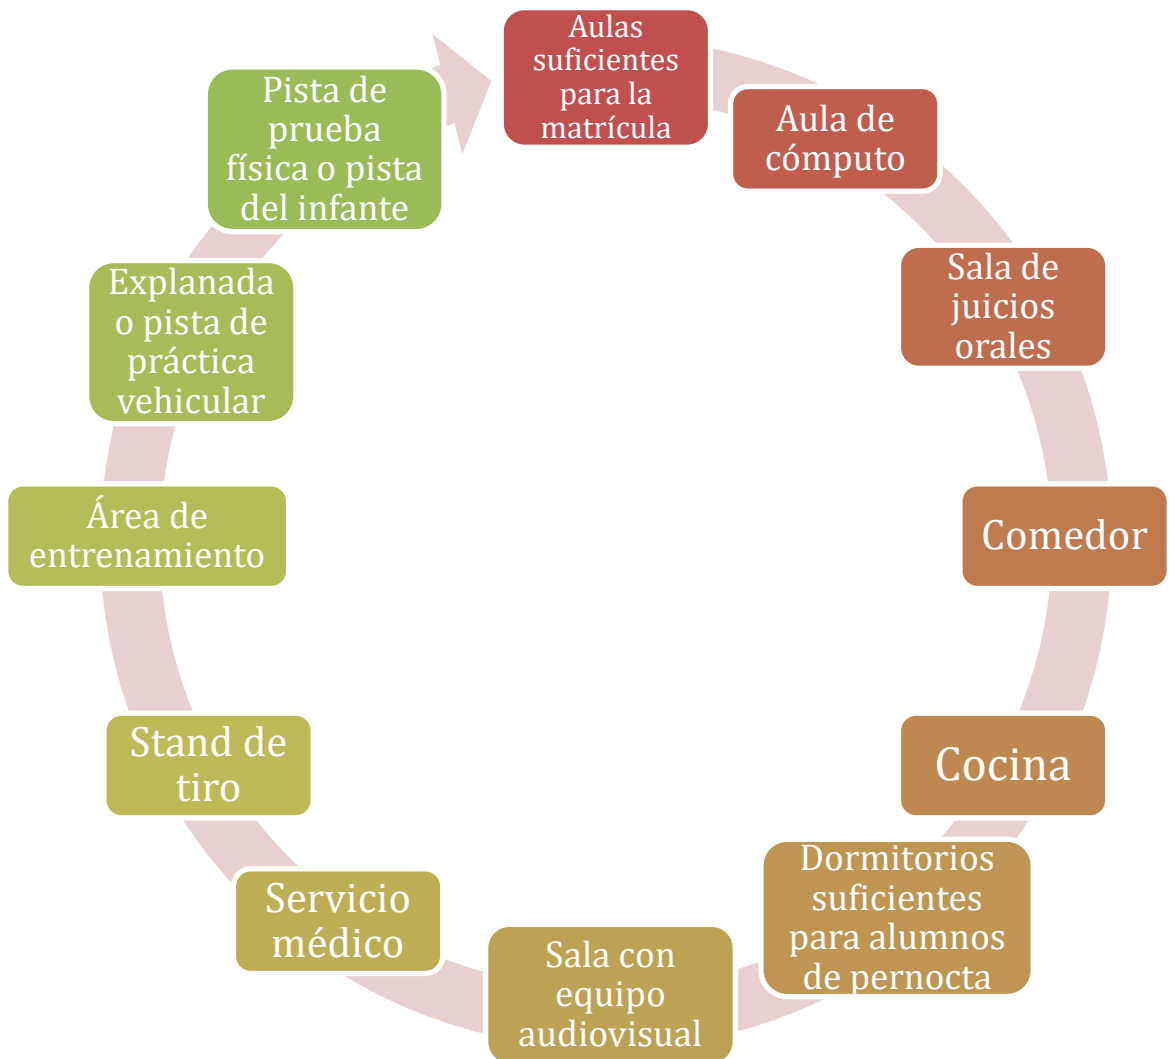 Aulas
suficientes
para la
matrícula
Aula de
cómputo
Sala de
juicios
orales
Comedor
Cocina
Dormitorios
suficientes
para alumnos
de pernocta
Sala con
equipo
audiovisual
Servicio
médico
Stand de
tiro
Área de
entrenamiento
Explanada
o pista de
práctica
vehicular
Pista de
prueba
física o pista
del infante